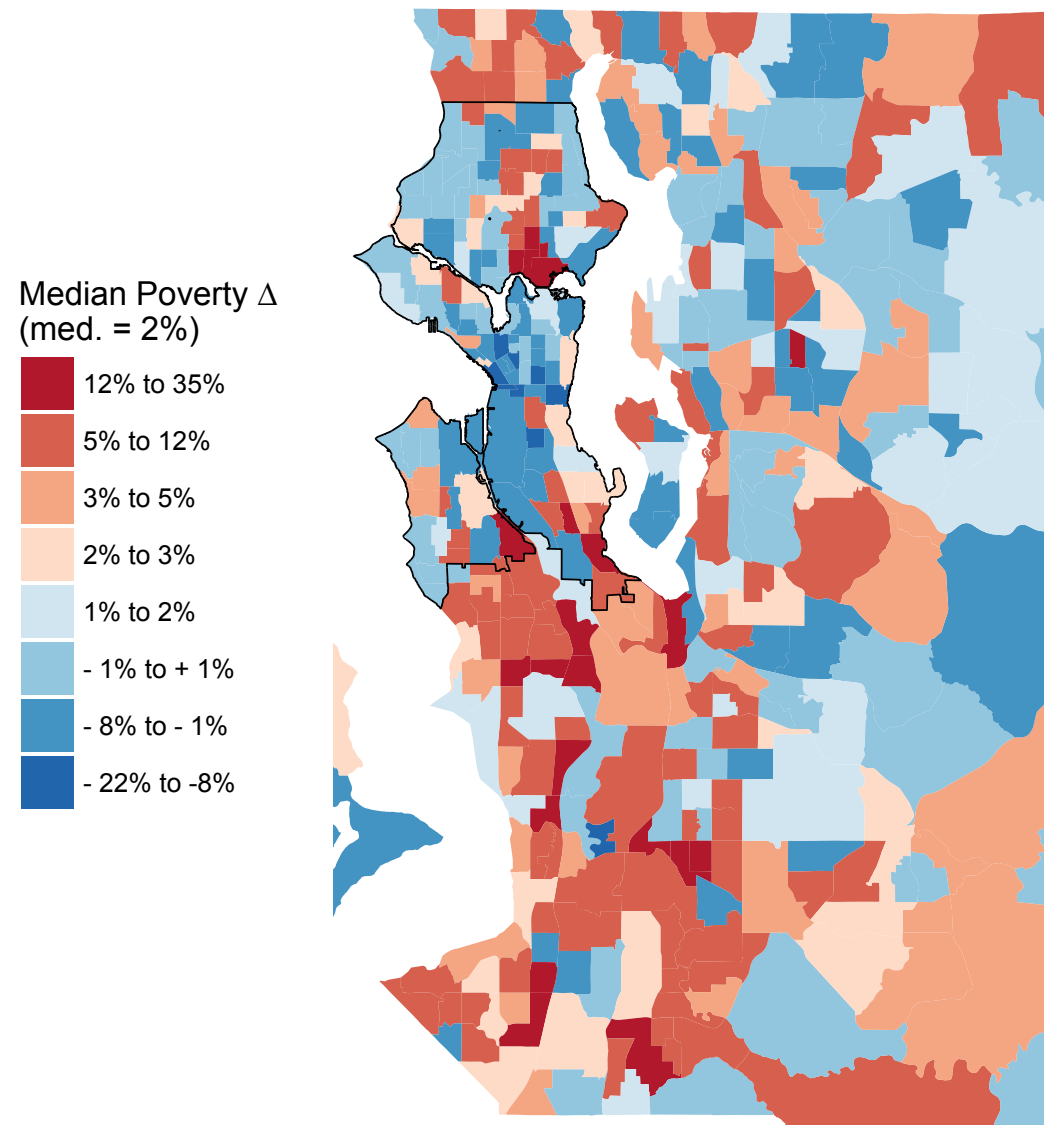 Median Poverty Δ
(med. = 2%)
12% to 35%
5% to 12%
3% to 5%
2% to 3%
1% to 2%
- 1% to + 1%
- 8% to - 1%
- 22% to -8%